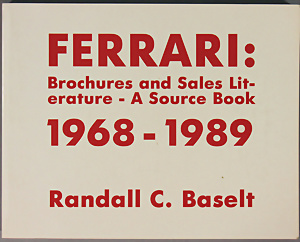 FERRARI:
Brochures and Sales Lit-
erature - A Source Book
1968 - 1989
Randall C. Baselt